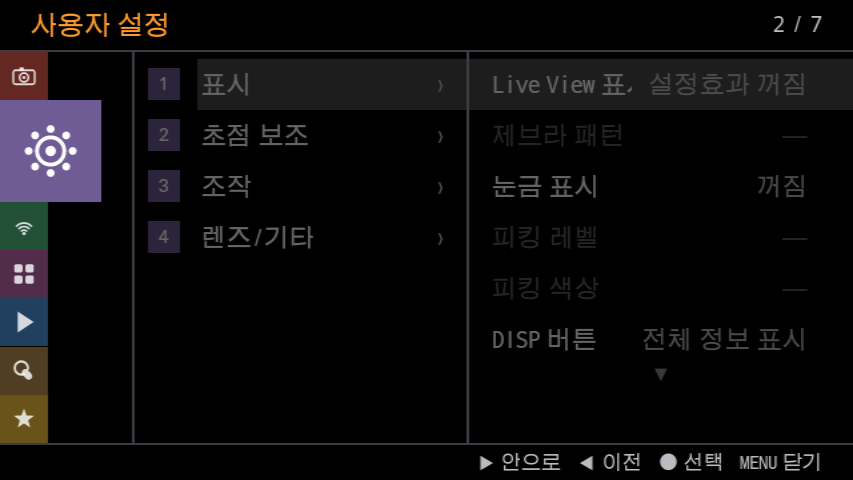 사용자 설정 2 / 7
1 표시 〉 Live View 표 설정효과 꺼짐
2 초점 보조 〉 제브라 패턴 —
3 조작 〉 눈금 표시 꺼짐
4 렌즈/기타 〉 피킹 레벨 —
피킹 색상 —
DISP 버튼 전체 정보 표시
▼
▶ 안으로 ◀ 이전 ● 선택 MENU 닫기